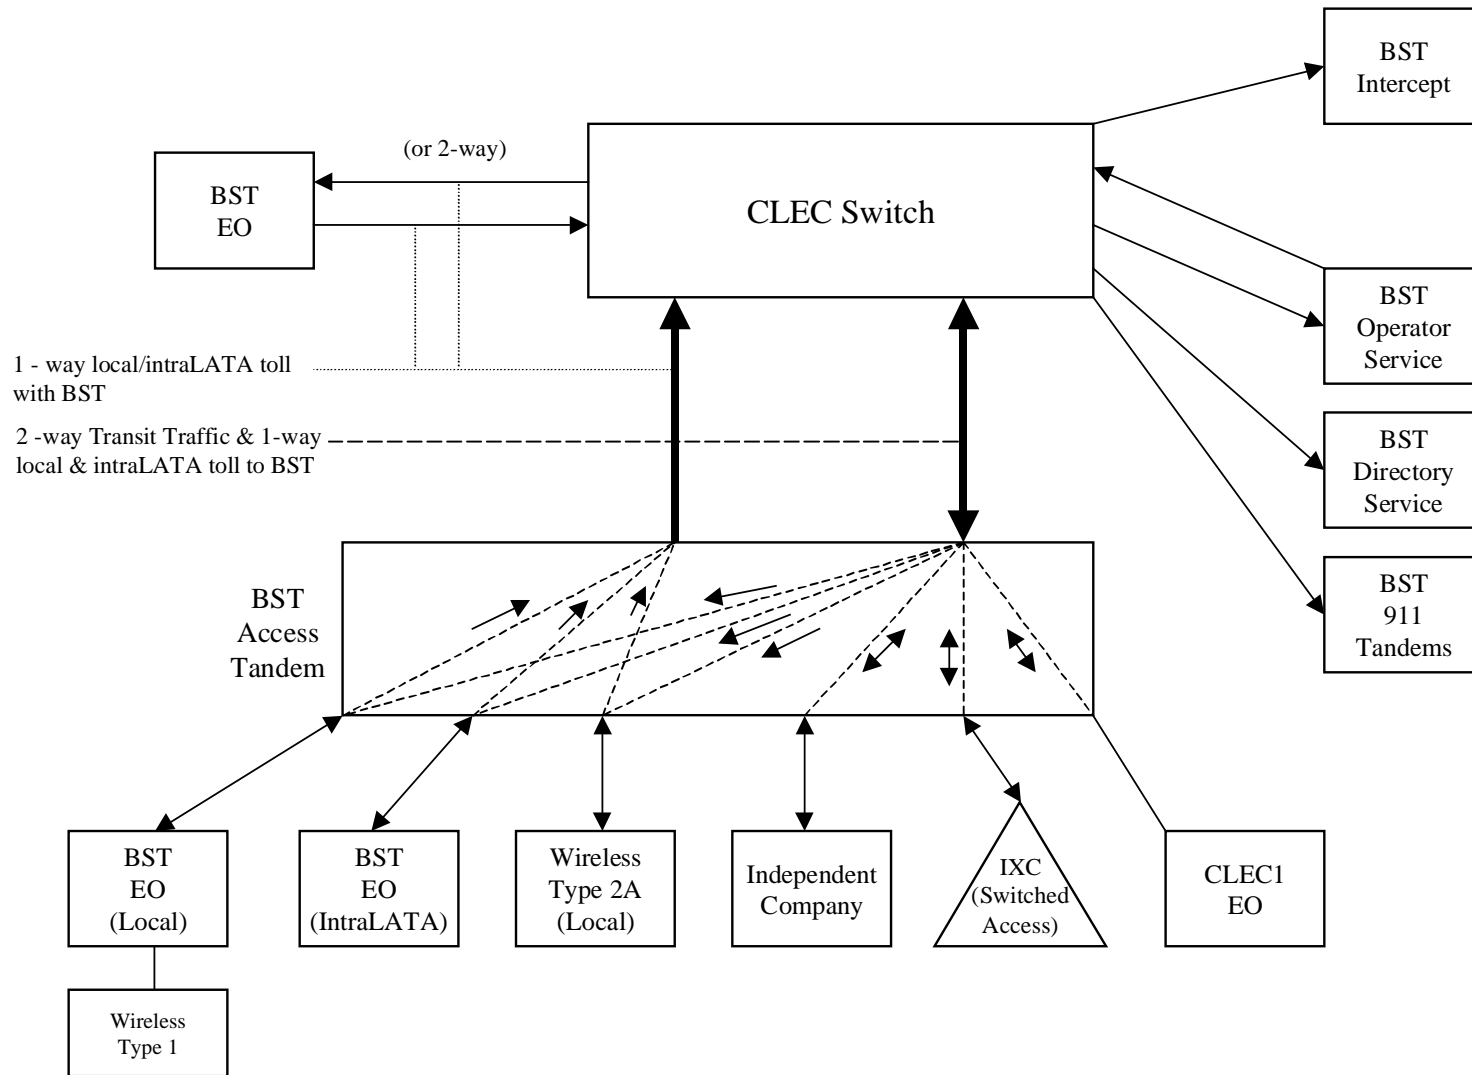 BST
Intercept
(or 2-way)
BST
EO
CLEC Switch
BST
Operator
Service
1 - way local/intraLATA toll
with BST
2 -way Transit Traffic & 1-way
local & intraLATA toll to BST
BST
Directory
Service
BST
911
Tandems
BST
Access
Tandem
BST
EO
(Local)
BST
EO
(IntraLATA)
Wireless
Type 2A
(Local)
Independent
Company
IXC
(Switched
Access)
CLEC1
EO
Wireless
Type 1